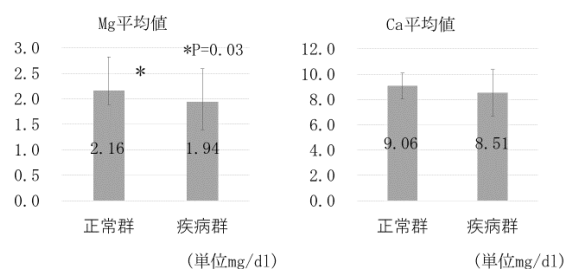 Mg平均値
3.0
2.5
2.0
1.5
1.0
0.5
0.0
*P=0.03
*
2.16
1.94
正常群
疾病群
(単位mg/dl)
Ca平均値
12.0
10.0
8.0
6.0
4.0
2.0
0.0
9.06
8.51
正常群
疾病群
(単位mg/dl)